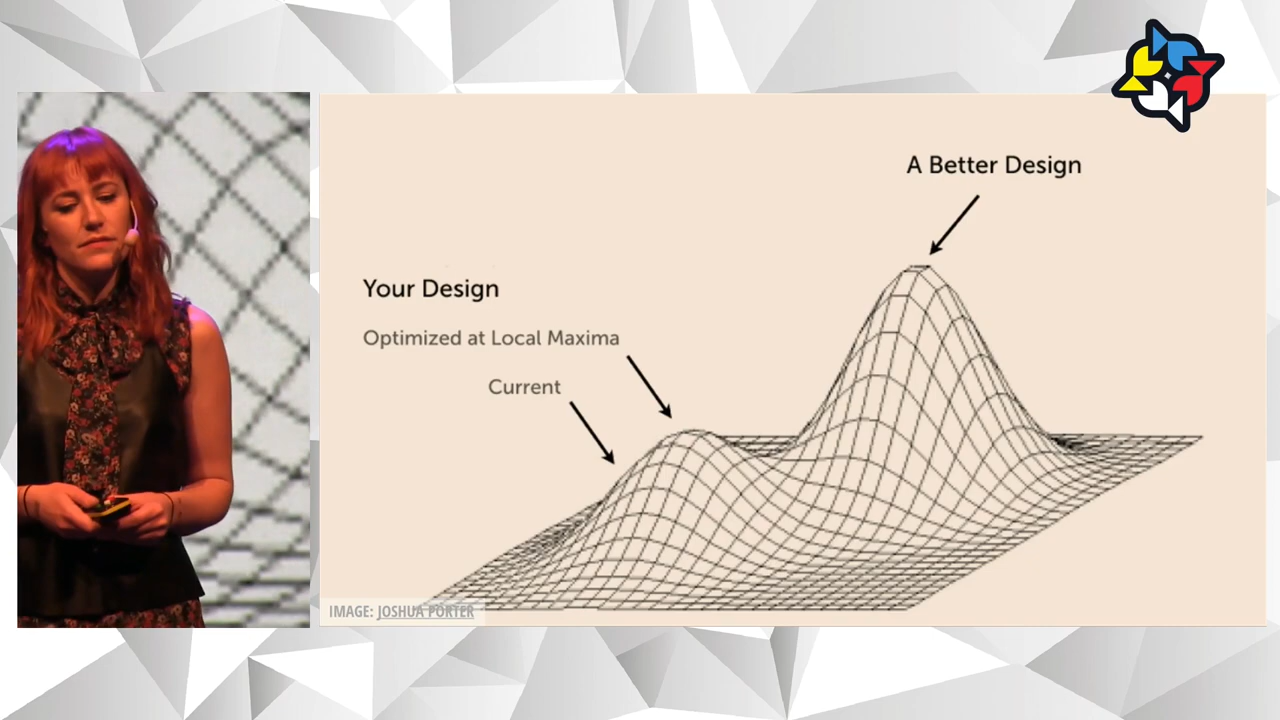 A Better Design
Your Design
Optimized at Local Maxima
Current
IMAGE: JOSHUA PORTER